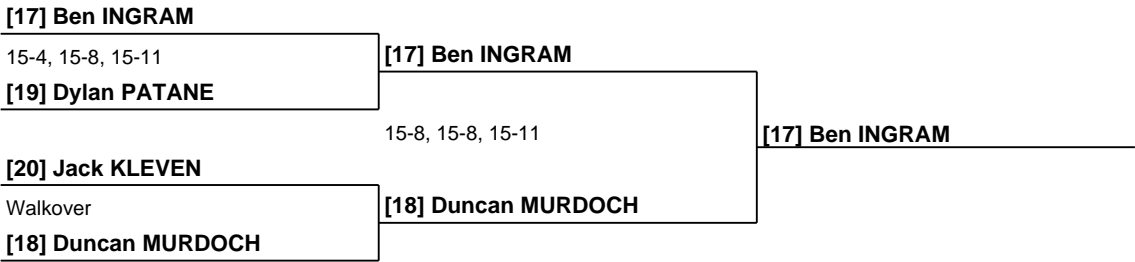 [17] Ben INGRAM
15-4, 15-8, 15-11
[19] Dylan PATANE
[17] Ben INGRAM
15-8, 15-8, 15-11
[17] Ben INGRAM
[20] Jack KLEVEN
Walkover
[18] Duncan MURDOCH
[18] Duncan MURDOCH